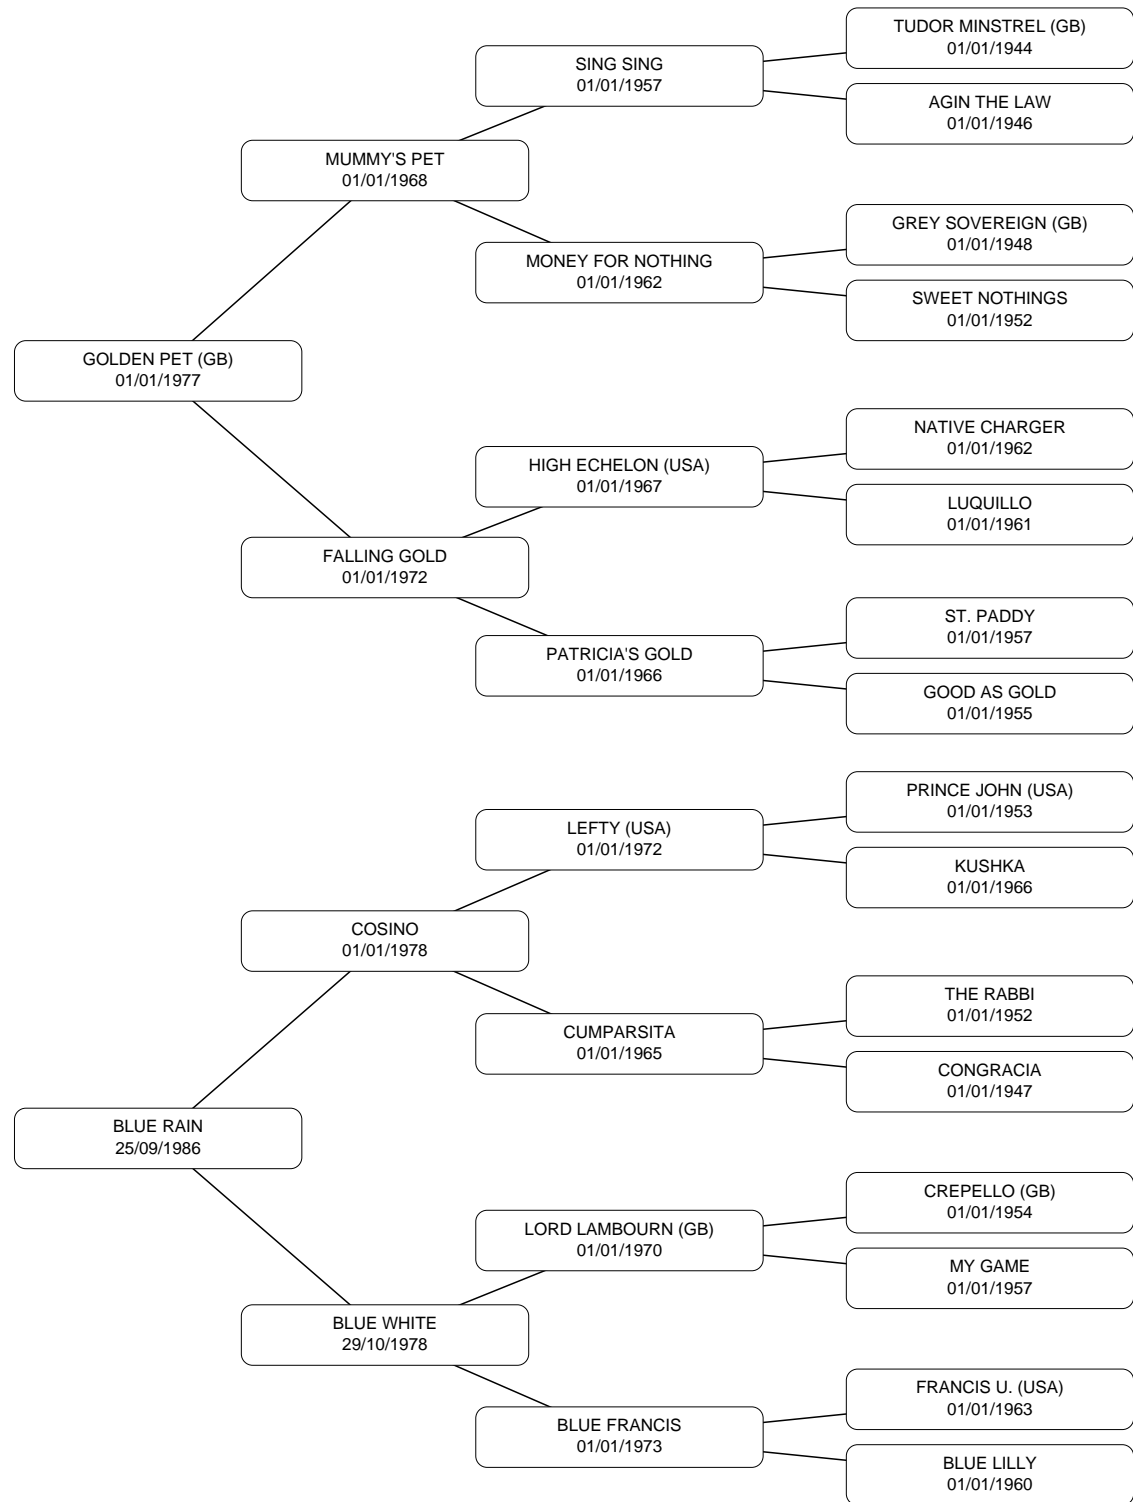 TUDOR MINSTREL (GB)
01/01/1944
SING SING
01/01/1957
AGIN THE LAW
01/01/1946
MUMMY'S PET
01/01/1968
GREY SOVEREIGN (GB)
01/01/1948
MONEY FOR NOTHING
01/01/1962
SWEET NOTHINGS
01/01/1952
GOLDEN PET (GB)
01/01/1977
NATIVE CHARGER
01/01/1962
HIGH ECHELON (USA)
01/01/1967
LUQUILLO
01/01/1961
FALLING GOLD
01/01/1972
ST. PADDY
01/01/1957
PATRICIA'S GOLD
01/01/1966
GOOD AS GOLD
01/01/1955
PRINCE JOHN (USA)
01/01/1953
LEFTY (USA)
01/01/1972
KUSHKA
01/01/1966
COSINO
01/01/1978
THE RABBI
01/01/1952
CUMPARSITA
01/01/1965
CONGRACIA
01/01/1947
BLUE RAIN
25/09/1986
CREPELLO (GB)
01/01/1954
LORD LAMBOURN (GB)
01/01/1970
MY GAME
01/01/1957
BLUE WHITE
29/10/1978
FRANCIS U. (USA)
01/01/1963
BLUE FRANCIS
01/01/1973
BLUE LILLY
01/01/1960